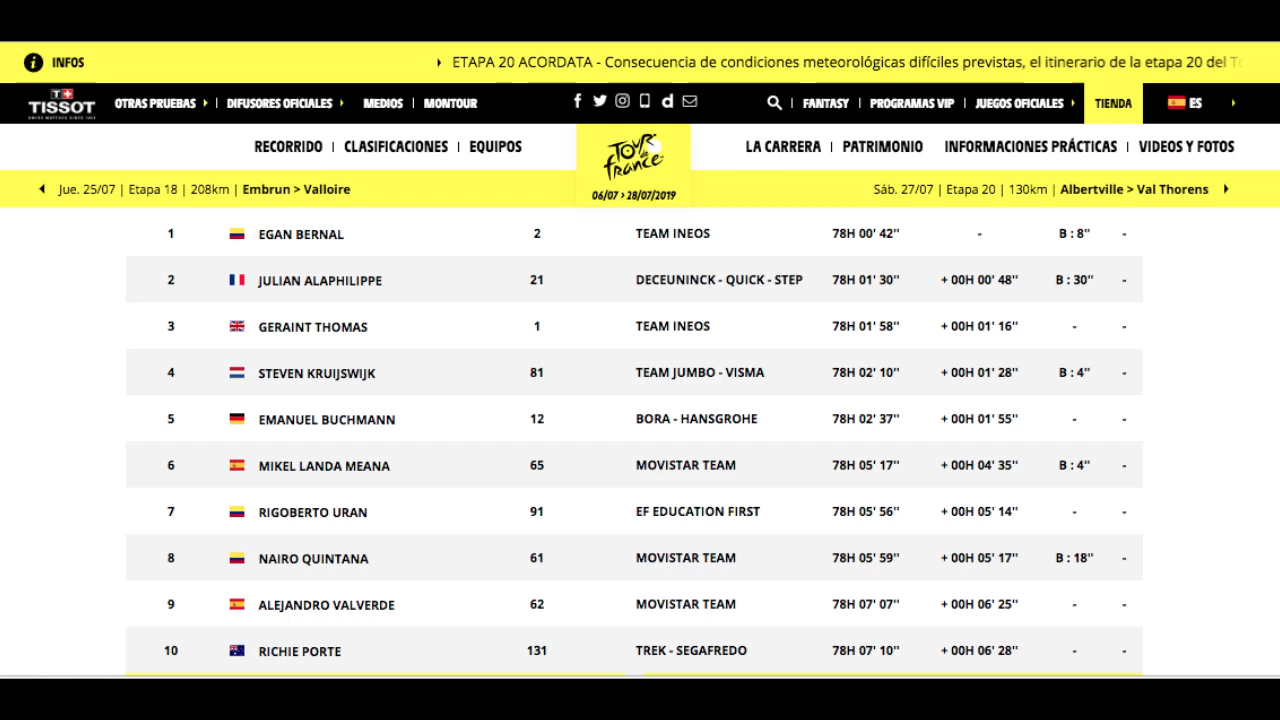 INFOS
ETAPA 20 ACORDATA - Consecuencia de condiciones meteorológicas difíciles previstas, el itinerario de la etapa 20 del
TISSOT OTRAS PRUEBAS | DIFUSORES OFICIALES | MEDIOS | MONTOUR FANTASY | PROGRAMAS VIP | JUEGOS OFICIALES TIENDA ES
RECORRIDO | CLASIFICACIONES | EQUIPOS TOUR de france LA CARRERA | PATRIMONIO INFORMACIONES PRÁCTICAS | VIDEOS Y FOTOS
Jue. 25/07 | Etapa 18 | 208km | Embrun > Valloire 06/07 > 28/07/2019 Sáb. 27/07 | Etapa 20 | 130km | Albertville > Val Thorens
1 EGAN BERNAL 2 TEAM INEOS 78H 00' 42'' - B : 8'' -
2 JULIAN ALAPHILIPPE 21 DECEUNINCK - QUICK - STEP 78H 01' 30'' + 00H 00' 48'' B : 30'' -
3 GERAINT THOMAS 1 TEAM INEOS 78H 01' 58'' + 00H 01' 16'' - -
4 STEVEN KRUIJSWIJK 81 TEAM JUMBO - VISMA 78H 02' 10'' + 00H 01' 28'' B : 4'' -
5 EMANUEL BUCHMANN 12 BORA - HANSGROHE 78H 02' 37'' + 00H 01' 55'' - -
6 MIKEL LANDA MEANA 65 MOVISTAR TEAM 78H 05' 17'' + 00H 04' 35'' B : 4'' -
7 RIGOBERTO URAN 91 EF EDUCATION FIRST 78H 05' 56'' + 00H 05' 14'' - -
8 NAIRO QUINTANA 61 MOVISTAR TEAM 78H 05' 59'' + 00H 05' 17'' B : 18'' -
9 ALEJANDRO VALVERDE 62 MOVISTAR TEAM 78H 07' 07'' + 00H 06' 25'' - -
10 RICHIE PORTE 131 TREK - SEGAFREDO 78H 07' 10'' + 00H 06' 28'' - -